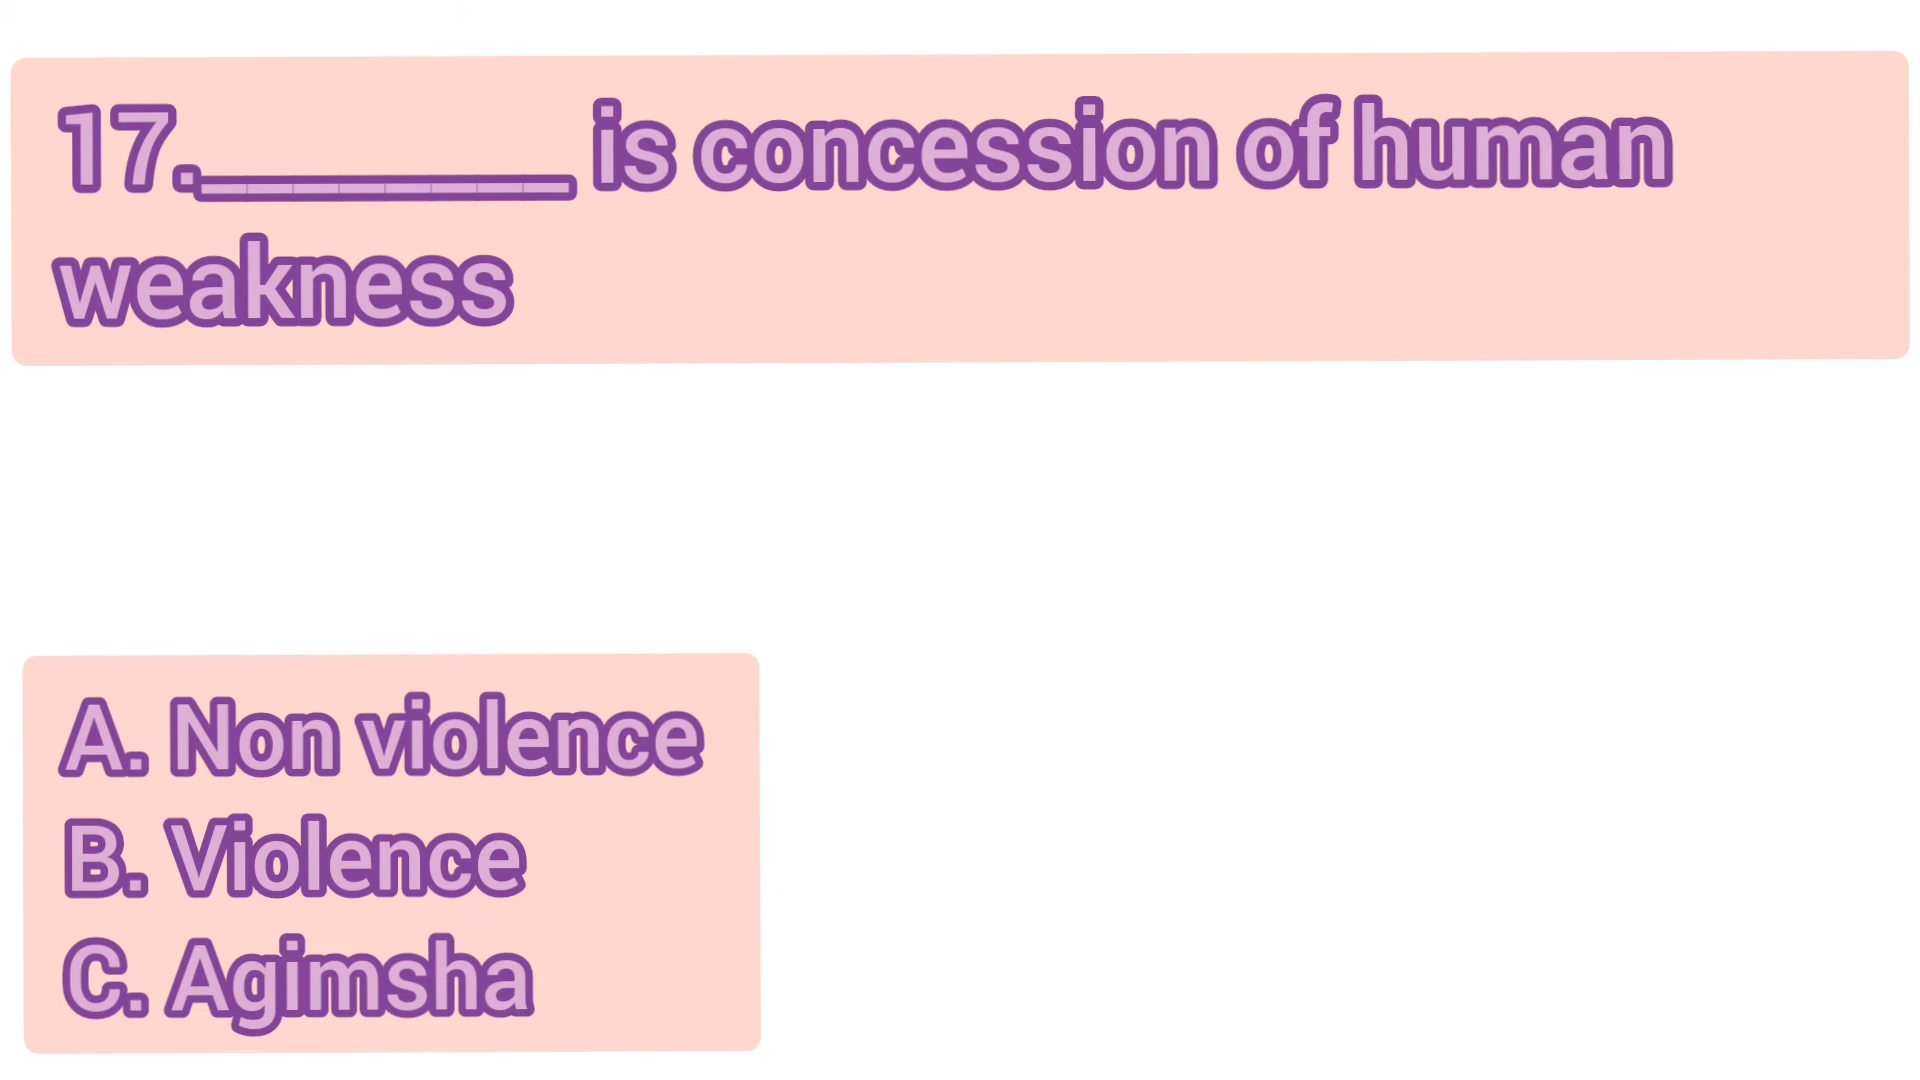 17.________ is concession of human
weakness
A. Non violence
B. Violence
C. Agimsha